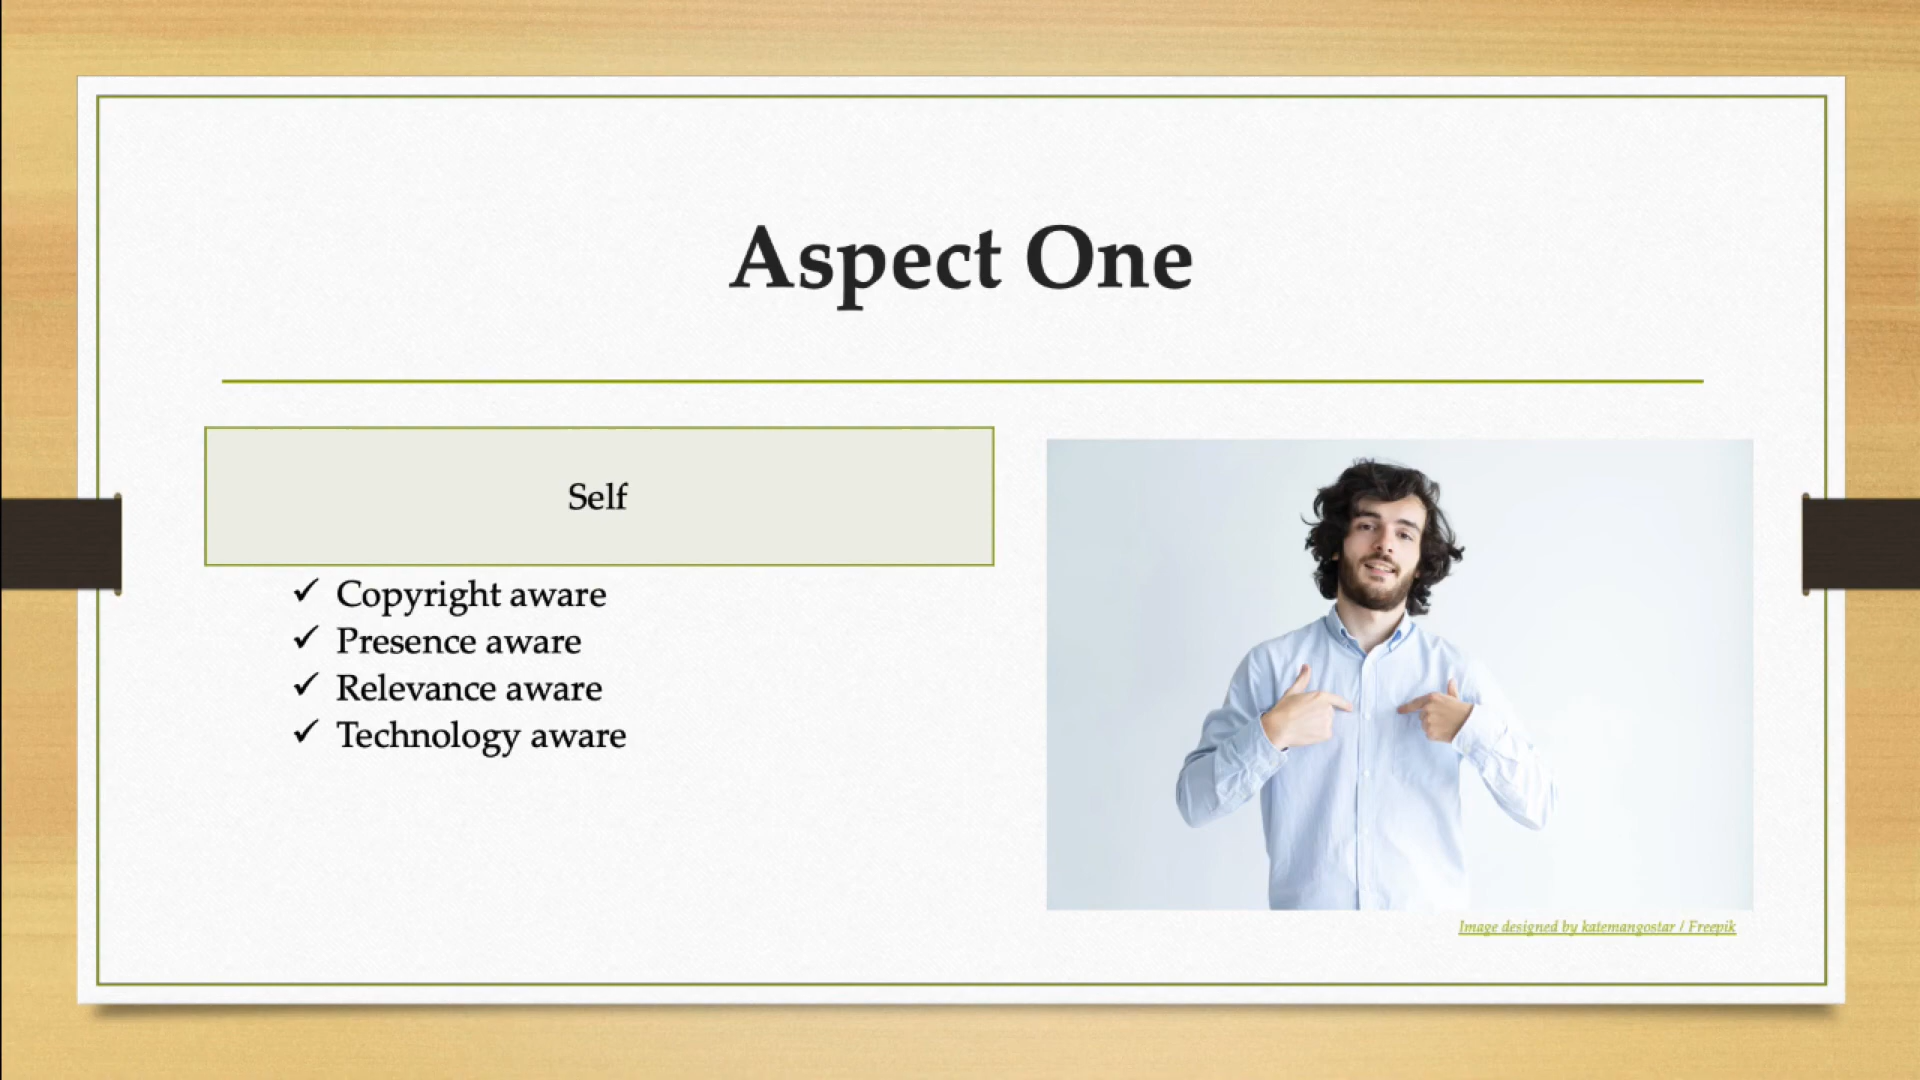 Aspect One
Self
✓ Copyright aware
✓ Presence aware
✓ Relevance aware
✓ Technology aware
Image designed by katemangostar / Freepik